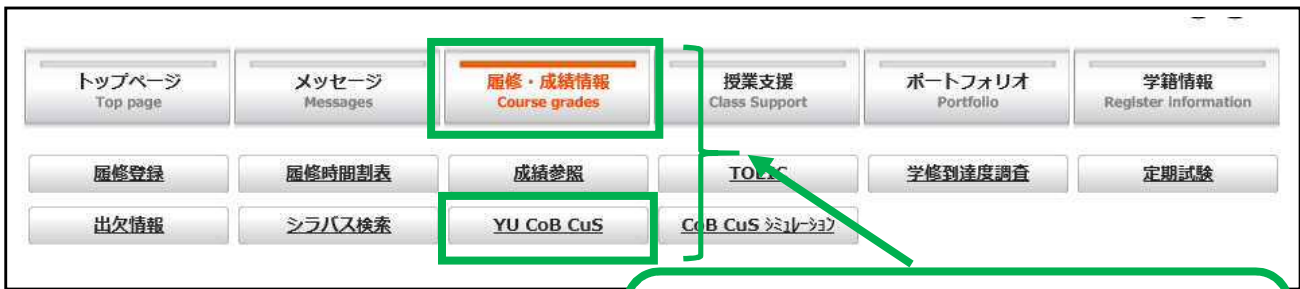 トップページ メッセージ 履修・成績情報 授業支援 ポートフォリオ 学籍情報
Top page Messages Course grades Class Support Portfolio Register information
履修登録 履修時間割表 成績参照 TOEIC 学修到達度調査 定期試験
出欠情報 シラバス検索 YU CoB CuS CoB CuS ｼﾐｭﾚｰｼｮﾝ